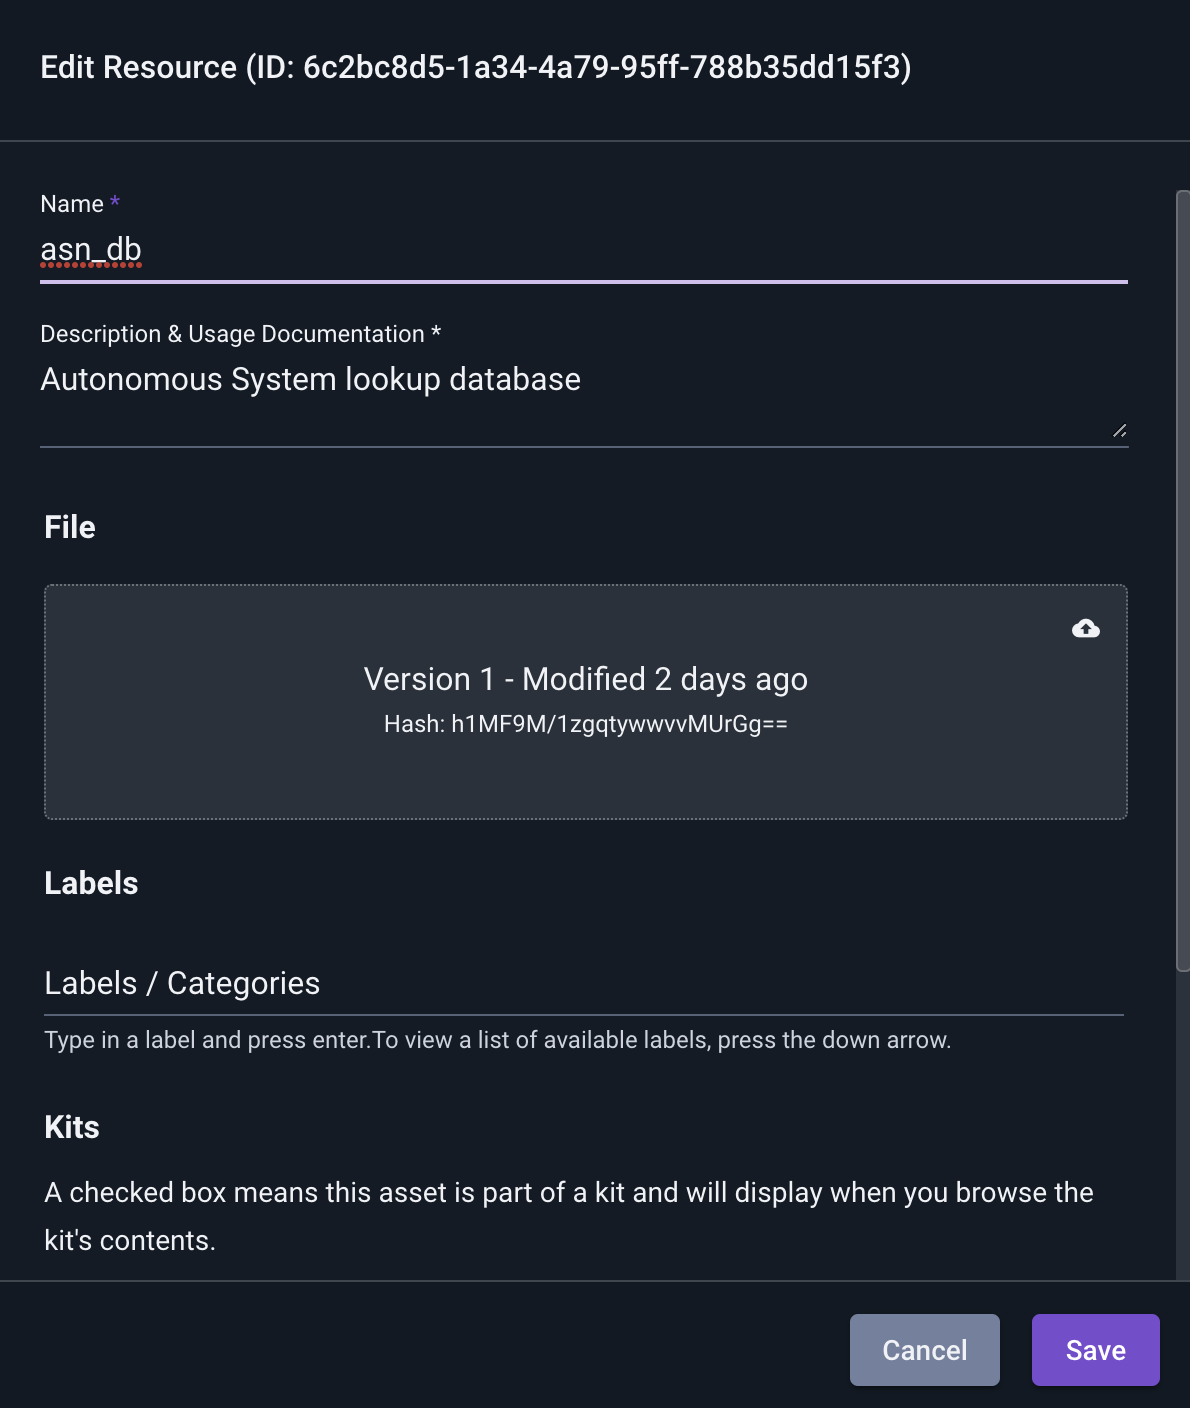 Edit Resource (ID: 6c2bc8d5-1a34-4a79-95ff-788b35dd15f3)
Name *
asn_db
Description & Usage Documentation *
Autonomous System lookup database
File
Version 1 - Modified 2 days ago
Hash: h1MF9M/1zgqtywwvvMUrGg==
Labels
Labels / Categories
Type in a label and press enter.To view a list of available labels, press the down arrow.
Kits
A checked box means this asset is part of a kit and will display when you browse the
kit's contents.
Cancel
Save